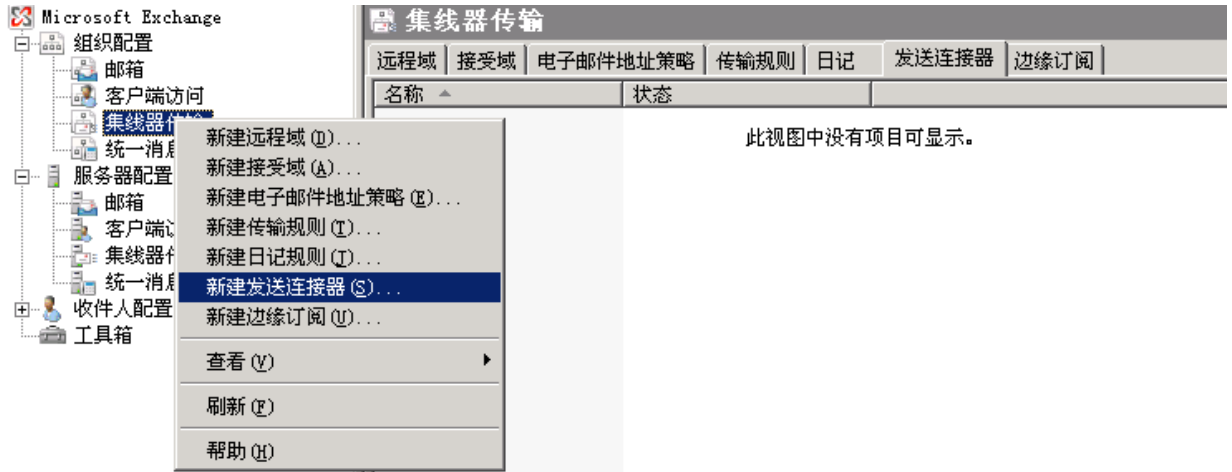 Microsoft Exchange
组织配置
邮箱
客户端访问
集线器传输
统一消息
服务器配置
邮箱
客户端访
集线器传
统一消息
收件人配置
工具箱
集线器传输
远程域 接受域 电子邮件地址策略 传输规则 日记 发送连接器 边缘订阅
名称 状态
此视图中没有项目可显示。
新建远程域(D)...
新建接受域(A)...
新建电子邮件地址策略(E)...
新建传输规则(T)...
新建日记规则(J)...
新建发送连接器(S)...
新建边缘订阅(U)...
查看(V)
刷新(F)
帮助(H)